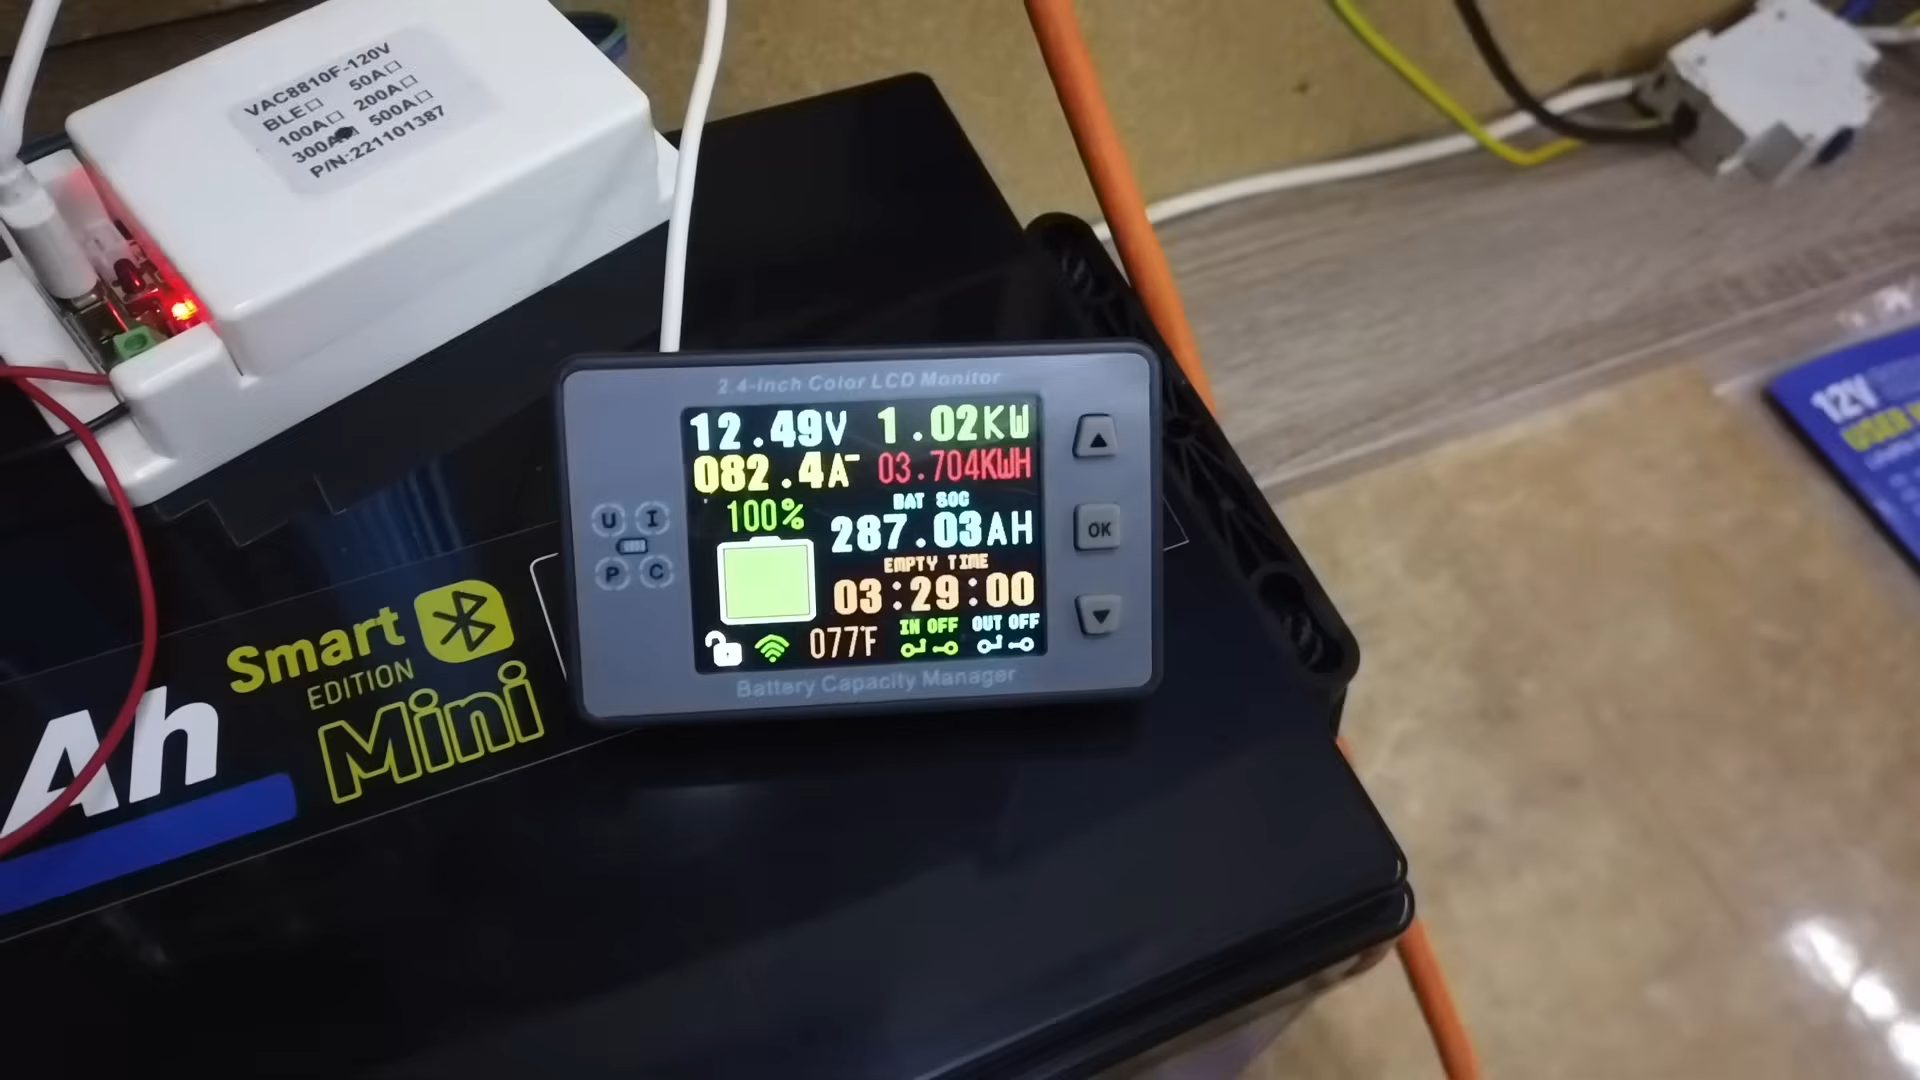 VAC8810F-120V
BLE□ 50A□
100A□ 200A□
300A 500A□
P/N:221101387
2.4-inch Color LCD Monitor
12.49V 1.02KW
082.4A- 03.704KWH
100%
BAT SOC
287.03AH
EMPTY TIME
03:29:00
077°F
IN OFF OUT OFF
U I
P C
OK
Battery Capacity Manager
Ah
Smart
EDITION
Mini
12V
USER